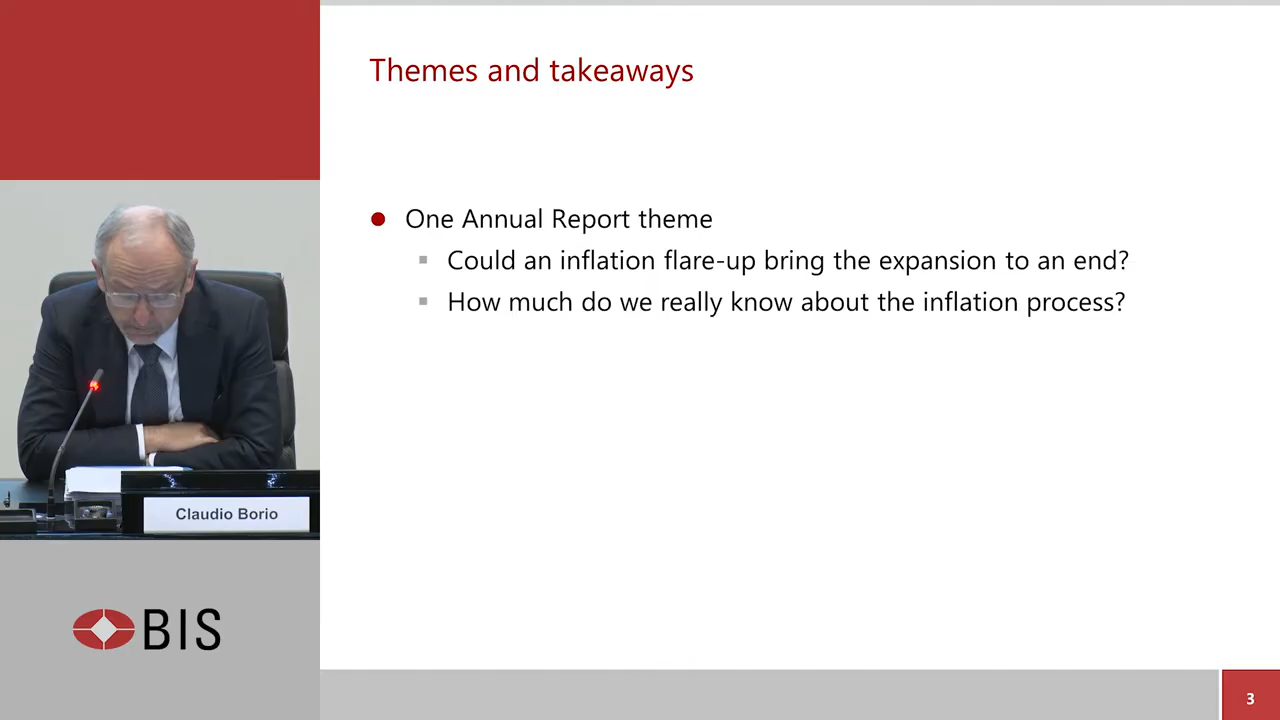 Themes and takeaways
One Annual Report theme
Could an inflation flare-up bring the expansion to an end?
How much do we really know about the inflation process?
Claudio Borio
BIS
3